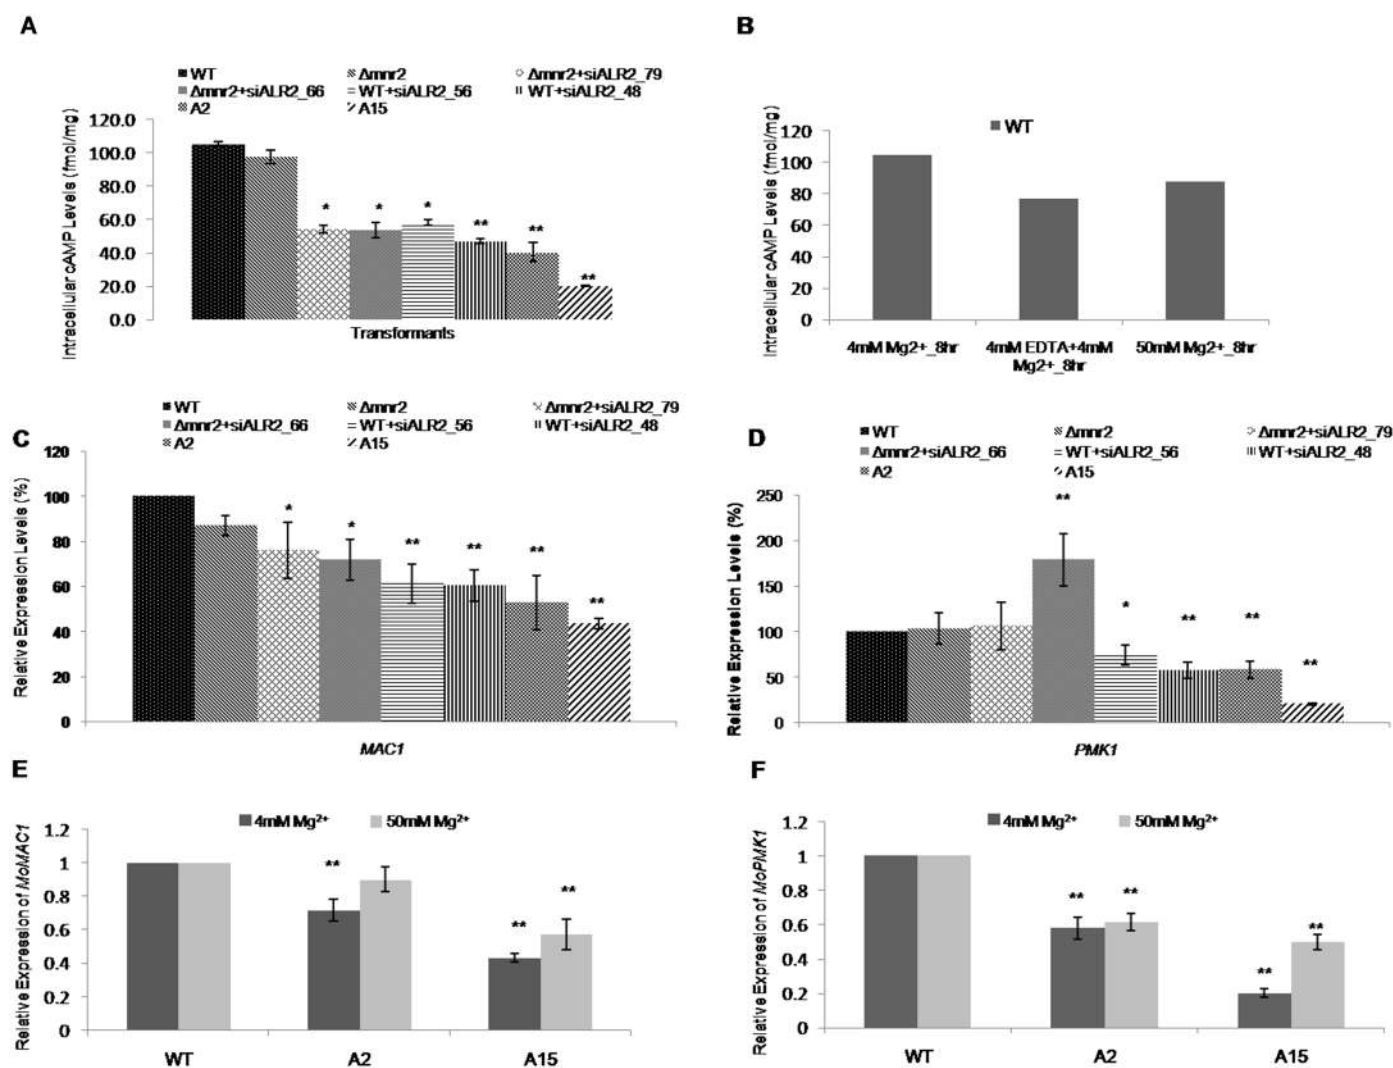 A
WT Δmnr2 Δmnr2+siALR2_79
Δmnr2+siALR2_66 WT+siALR2_56 WT+siALR2_48
A2 A15
Intracellular cAMP Levels (fmol/mg)
120.0
100.0
80.0
60.0
40.0
20.0
0.0
* * * ** ** **
Transformants
B
WT
Intracellular cAMP Levels (fmol/mg)
120
100
80
60
40
20
0
4mM Mg2+_8hr 4mM EDTA+4mM 50mM Mg2+_8hr
Mg2+_8hr
C
WT Δmnr2 Δmnr2+siALR2_79
Δmnr2+siALR2_66 WT+siALR2_56 WT+siALR2_48
A2 A15
Relative Expression Levels (%)
120
100
80
60
40
20
0
* * ** ** ** **
MAC1
D
WT Δmnr2 Δmnr2+siALR2_79
Δmnr2+siALR2_66 WT+siALR2_56 WT+siALR2_48
A2 A15
Relative Expression Levels (%)
250
200
150
100
50
0
** * ** ** **
PMK1
E
4mM Mg²⁺ 50mM Mg²⁺
Relative Expression of MoMAC1
1.2
1
0.8
0.6
0.4
0.2
0
** ** **
WT A2 A15
F
4mM Mg²⁺ 50mM Mg²⁺
Relative Expression of MoPMK1
1.2
1
0.8
0.6
0.4
0.2
0
** ** ** **
WT A2 A15